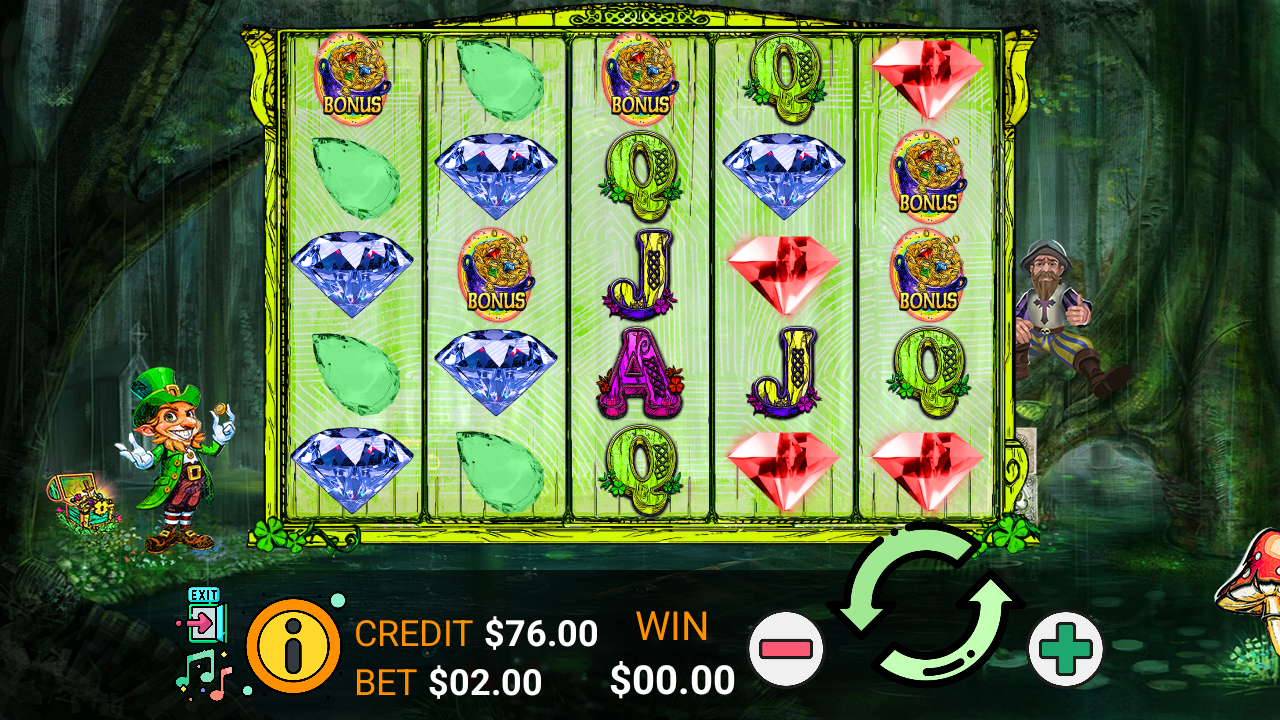 BONUS BONUS Q
Q BONUS
BONUS J BONUS
A J Q
Q
EXIT
CREDIT $76.00 WIN
BET $02.00 $00.00